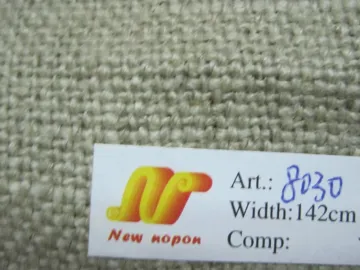 Art.: 8030
Width:142cm
New nopon
Comp: